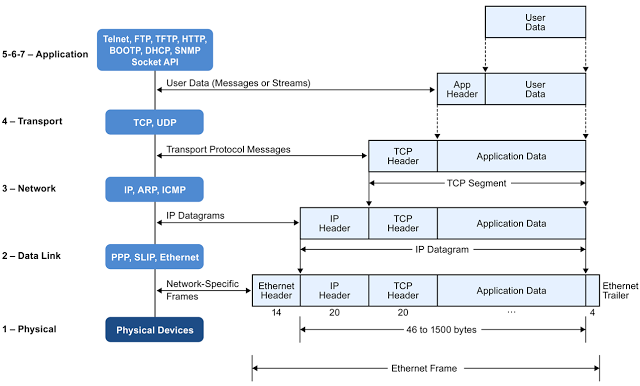 User
Data
Telnet, FTP, TFTP, HTTP,
BOOTP, DHCP, SNMP
Socket API
5-6-7 – Application
User Data (Messages or Streams)
App
Header
User
Data
4 – Transport
TCP, UDP
Transport Protocol Messages
TCP
Header
Application Data
TCP Segment
3 – Network
IP, ARP, ICMP
IP Datagrams
IP
Header
TCP
Header
Application Data
IP Datagram
2 – Data Link
PPP, SLIP, Ethernet
Network-Specific
Frames
Ethernet
Header
IP
Header
TCP
Header
Application Data
Ethernet
Trailer
14
20
20
...
4
1 – Physical
Physical Devices
46 to 1500 bytes
Ethernet Frame